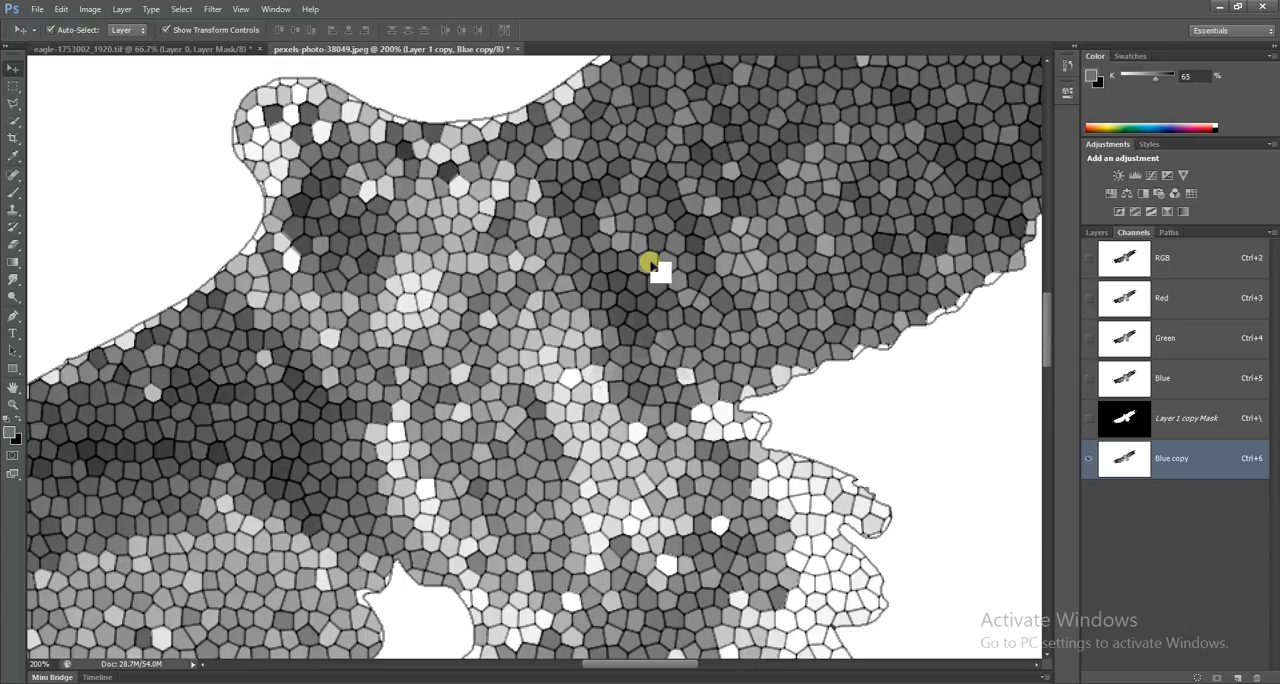 Ps File Edit Image Layer Type Select Filter View Window Help
Auto-Select: Layer Show Transform Controls Essentials
eagle-1753002_1920.tif @ 66.7% (Layer 0, Layer Mask/8) * × pexels-photo-38049.jpeg @ 200% (Layer 1 copy, Blue copy/8) * ×
Color Swatches
K 65 %
Adjustments Styles
Add an adjustment
Layers Channels Paths
RGB Ctrl+2
Red Ctrl+3
Green Ctrl+4
Blue Ctrl+5
Layer 1 copy Mask Ctrl+\
Blue copy Ctrl+6
Activate Windows
Go to PC settings to activate Windows.
200% Doc: 28.7M/54.0M
Mini Bridge Timeline